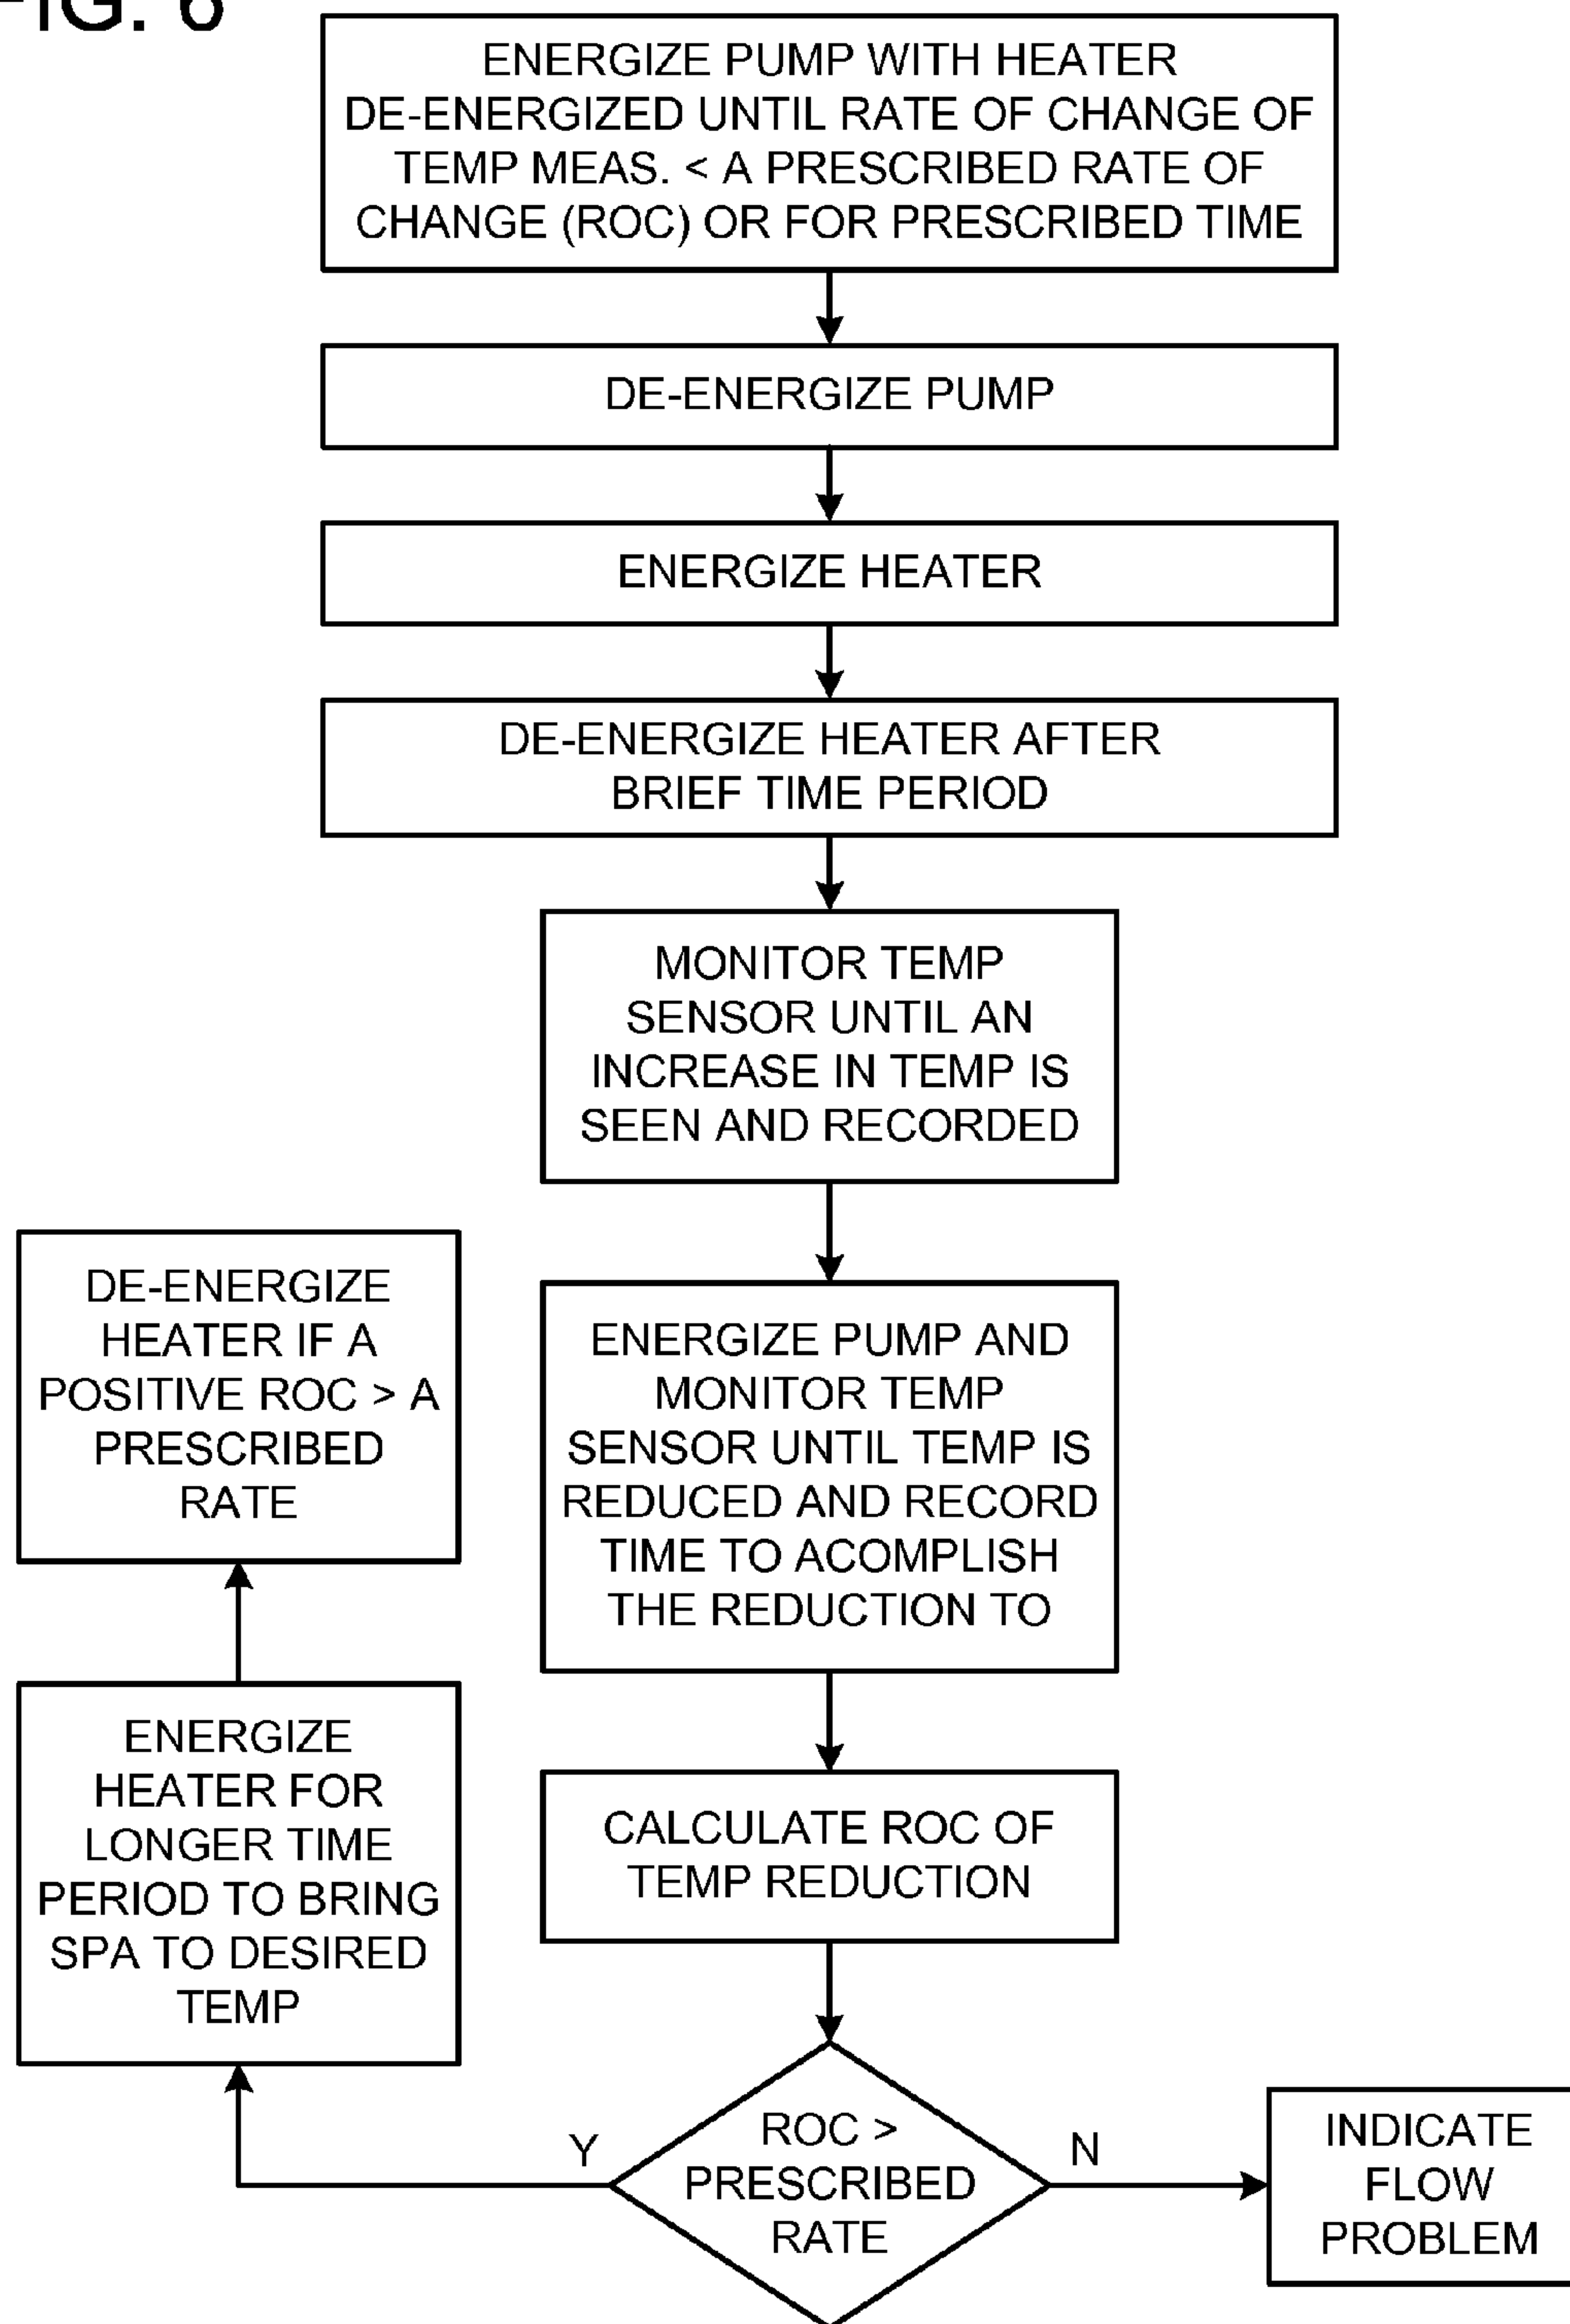 FIG. 6
ENERGIZE PUMP WITH HEATER
DE-ENERGIZED UNTIL RATE OF CHANGE OF
TEMP MEAS. < A PRESCRIBED RATE OF
CHANGE (ROC) OR FOR PRESCRIBED TIME
DE-ENERGIZE PUMP
ENERGIZE HEATER
DE-ENERGIZE HEATER AFTER
BRIEF TIME PERIOD
MONITOR TEMP
SENSOR UNTIL AN
INCREASE IN TEMP IS
SEEN AND RECORDED
ENERGIZE PUMP AND
MONITOR TEMP
SENSOR UNTIL TEMP IS
REDUCED AND RECORD
TIME TO ACOMPLISH
THE REDUCTION TO
CALCULATE ROC OF
TEMP REDUCTION
ROC >
PRESCRIBED
RATE
Y
N
ENERGIZE
HEATER FOR
LONGER TIME
PERIOD TO BRING
SPA TO DESIRED
TEMP
DE-ENERGIZE
HEATER IF A
POSITIVE ROC > A
PRESCRIBED
RATE
INDICATE
FLOW
PROBLEM